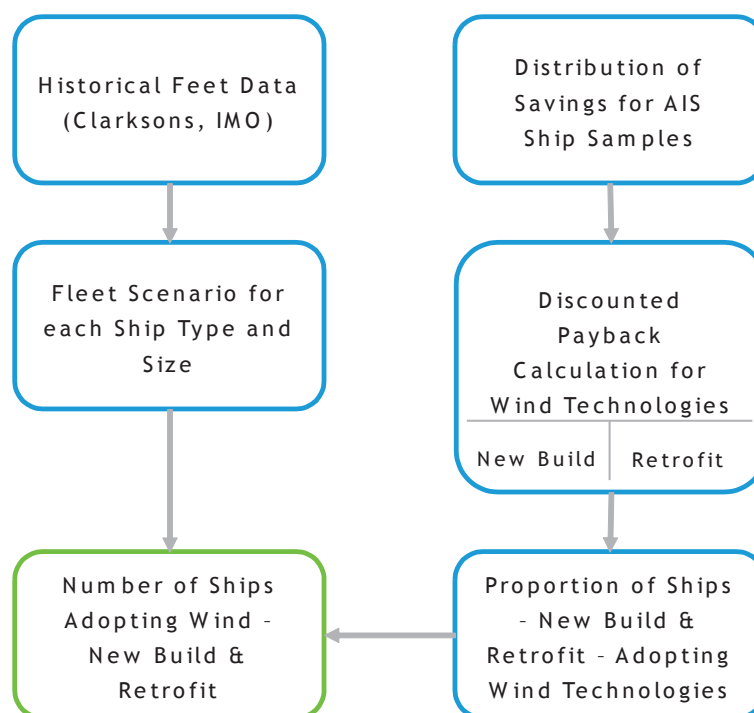 Historical Feet Data
(Clarksons, IMO)
Distribution of
Savings for AIS
Ship Samples
Fleet Scenario for
each Ship Type and
Size
Discounted
Payback
Calculation for
Wind Technologies
New Build
Retrofit
Number of Ships
Adopting Wind –
New Build &
Retrofit
Proportion of Ships
– New Build &
Retrofit – Adopting
Wind Technologies